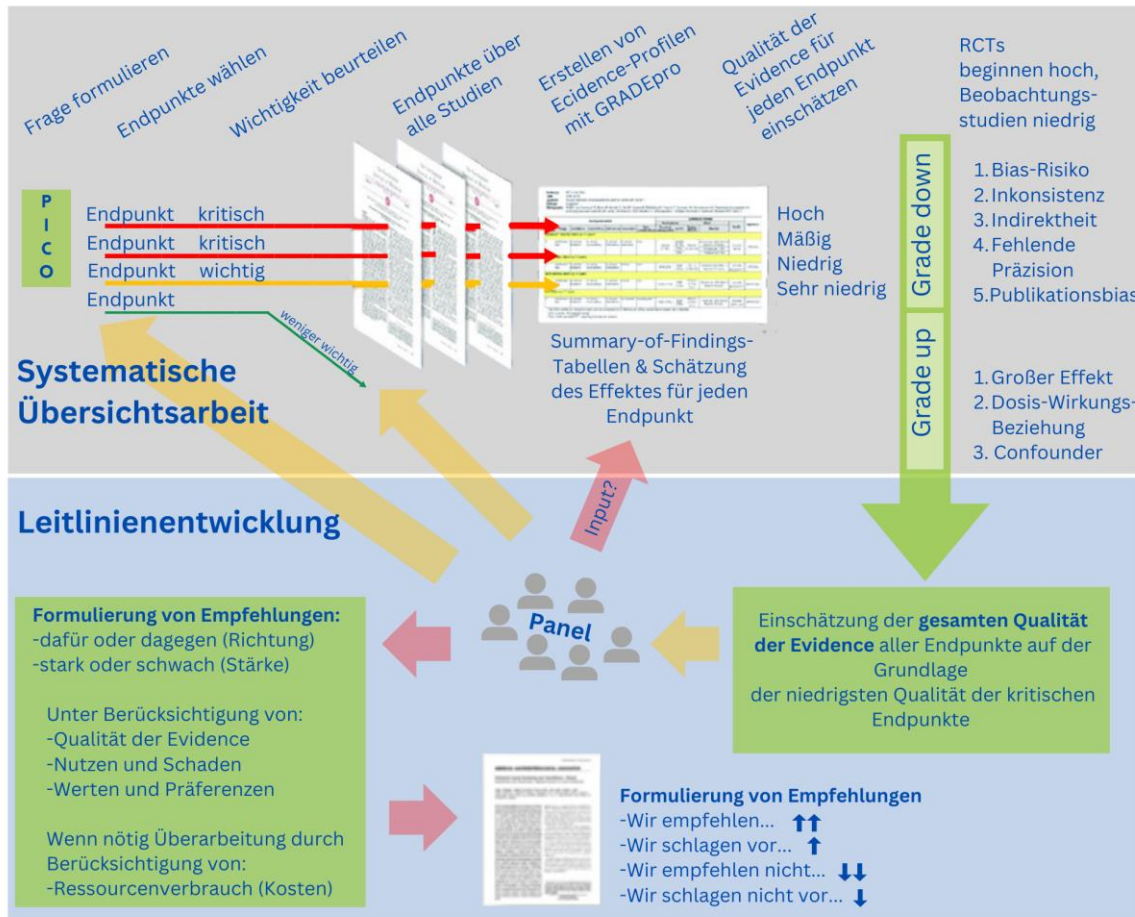 Frage formulieren
Endpunkte wählen
Wichtigkeit beurteilen
Endpunkte über
alle Studien
Erstellen von
Ecidence-Profilen
mit GRADEpro
Qualität der
Evidence für
jeden Endpunkt
einschätzen
RCTs
beginnen hoch,
Beobachtungs-
studien niedrig
P
I
C
O
Endpunkt kritisch
Endpunkt kritisch
Endpunkt wichtig
Endpunkt
weniger wichtig
Hoch
Mäßig
Niedrig
Sehr niedrig
Summary-of-Findings-
Tabellen & Schätzung
des Effektes für jeden
Endpunkt
Grade down
1. Bias-Risiko
2. Inkonsistenz
3. Indirektheit
4. Fehlende
Präzision
5. Publikationsbias
Grade up
1. Großer Effekt
2. Dosis-Wirkungs-
Beziehung
3. Confounder
Systematische
Übersichtsarbeit
Leitlinienentwicklung
Input?
Panel
Einschätzung der gesamten Qualität
der Evidence aller Endpunkte auf der
Grundlage
der niedrigsten Qualität der kritischen
Endpunkte
Formulierung von Empfehlungen:
-dafür oder dagegen (Richtung)
-stark oder schwach (Stärke)
Unter Berücksichtigung von:
-Qualität der Evidence
-Nutzen und Schaden
-Werten und Präferenzen
Wenn nötig Überarbeitung durch
Berücksichtigung von:
-Ressourcenverbrauch (Kosten)
Formulierung von Empfehlungen
-Wir empfehlen... ⬆⬆
-Wir schlagen vor... ⬆
-Wir empfehlen nicht... ⬇⬇
-Wir schlagen nicht vor... ⬇